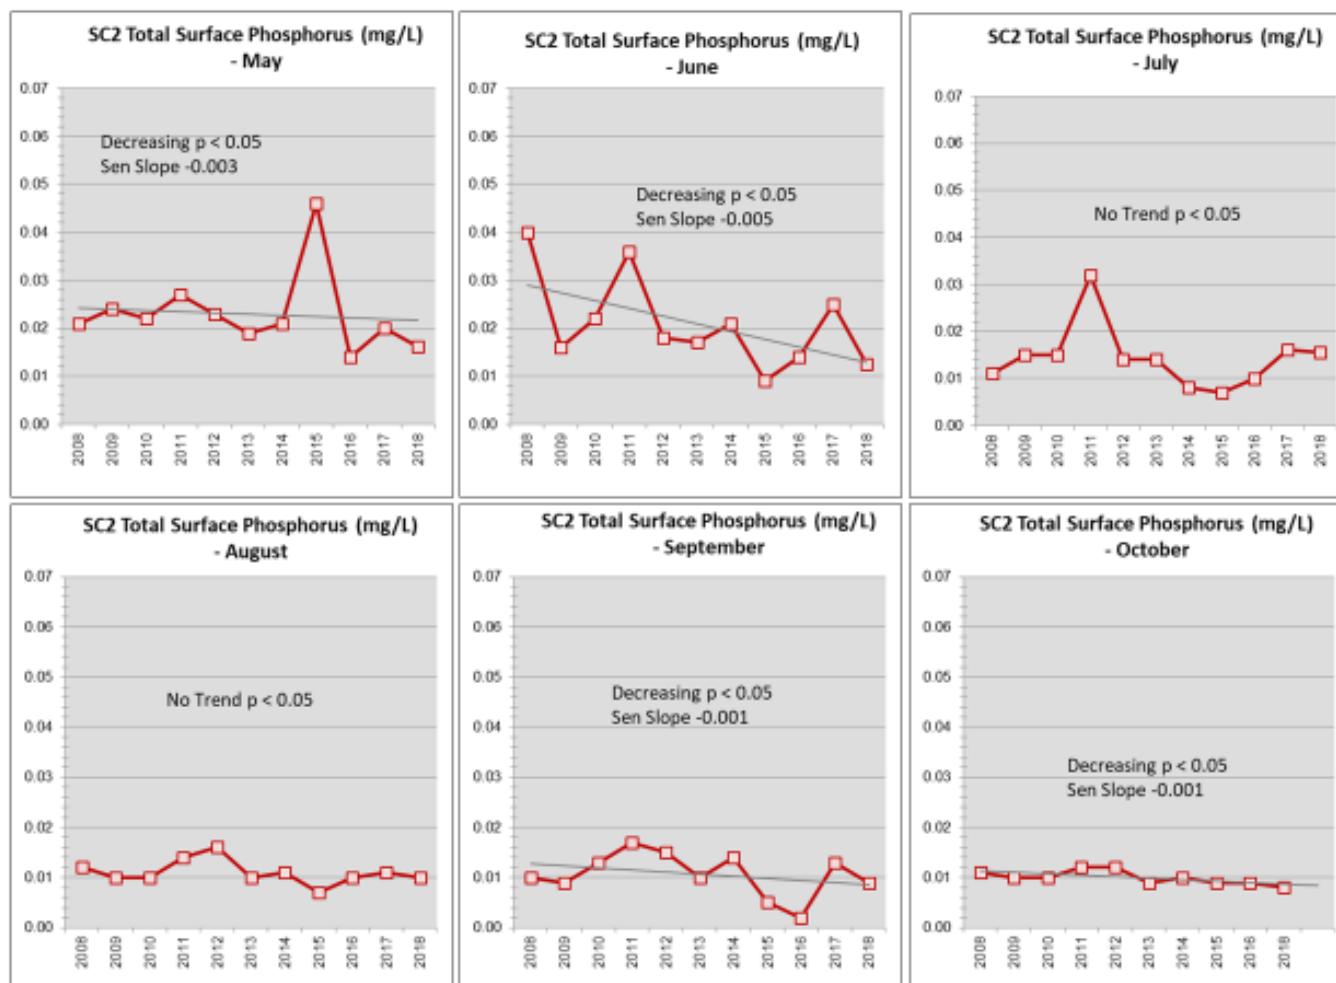 SC2 Total Surface Phosphorus (mg/L)
- May
0.07
0.06
0.05
0.04
0.03
0.02
0.01
0.00
Decreasing p < 0.05
Sen Slope -0.003
2008 2009 2010 2011 2012 2013 2014 2015 2016 2017 2018
SC2 Total Surface Phosphorus (mg/L)
- June
0.07
0.06
0.05
0.04
0.03
0.02
0.01
0.00
Decreasing p < 0.05
Sen Slope -0.005
2008 2009 2010 2011 2012 2013 2014 2015 2016 2017 2018
SC2 Total Surface Phosphorus (mg/L)
- July
0.07
0.06
0.05
0.04
0.03
0.02
0.01
0.00
No Trend p < 0.05
2008 2009 2010 2011 2012 2013 2014 2015 2016 2017 2018
SC2 Total Surface Phosphorus (mg/L)
- August
0.07
0.06
0.05
0.04
0.03
0.02
0.01
0.00
No Trend p < 0.05
2008 2009 2010 2011 2012 2013 2014 2015 2016 2017 2018
SC2 Total Surface Phosphorus (mg/L)
- September
0.07
0.06
0.05
0.04
0.03
0.02
0.01
0.00
Decreasing p < 0.05
Sen Slope -0.001
2008 2009 2010 2011 2012 2013 2014 2015 2016 2017 2018
SC2 Total Surface Phosphorus (mg/L)
- October
0.07
0.06
0.05
0.04
0.03
0.02
0.01
0.00
Decreasing p < 0.05
Sen Slope -0.001
2008 2009 2010 2011 2012 2013 2014 2015 2016 2018